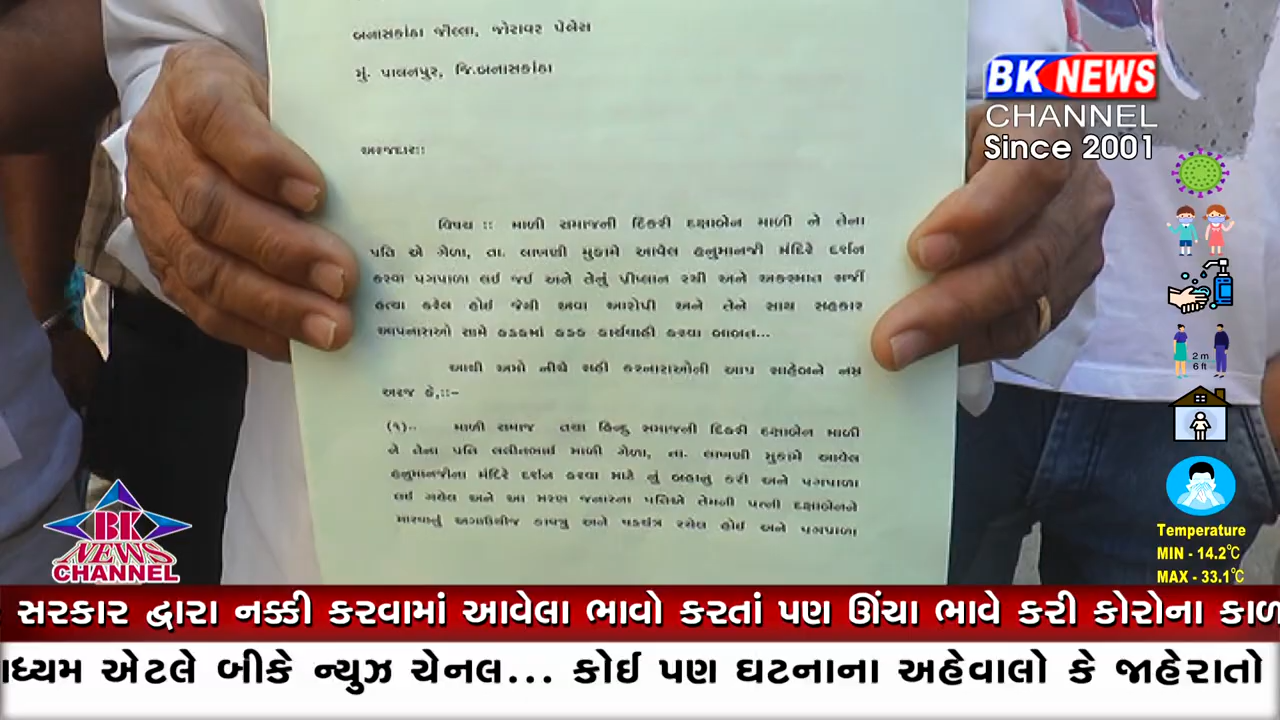 બનાસકાંઠા જીલ્લા, જોરાવર પેલેસ
મું. પાલનપુર, જિ.બનાસકાંઠા
અરજદાર::
વિષય :: માળી સમાજની દિકરી દક્ષાબેન માળી ને તેના
પતિ એ ગેળા, તા. લાખણી મુકામે આવેલ હનુમાનજી મંદિરે દર્શન
કરવા પગપાળા લઈ જઈ અને તેનું પ્રીપ્લાન રચી અને અકસ્માત સર્જી
હત્યા કરેલ હોઈ જેથી આવા આરોપી અને તેને સાથ સહકાર
આપનારાઓ સામે કડકમાં કડક કાર્યવાહી કરવા બાબત...
આથી અમો નીચે સહી કરનારાઓની આપ સાહેબને નમ્ર
અરજ કે,::-
(૧).. માળી સમાજ તથા હિન્દુ સમાજની દિકરી દક્ષાબેન માળી
ને તેના પતિ લલીતભાઈ માળી ગેળા, તા. લાખણી મુકામે આવેલ
હનુમાનજીના મંદિરે દર્શન કરવા માટે નું બહાનુ કરી અને પગપાળા
લઈ ગયેલ અને આ મરણ જનારના પતિએ તેમની પત્ની દક્ષાબેનને
મારવાનું અગાઉથીજ કાવત્રુ અને ષડયંત્ર રચેલ હોઈ અને પગપાળા
BK NEWS
CHANNEL
Since 2001
2 m
6 ft
Temperature
MIN - 14.2℃
MAX - 33.1℃
BK
NEWS
CHANNEL
સરકાર દ્વારા નક્કી કરવામાં આવેલા ભાવો કરતાં પણ ઊંચા ભાવે કરી કોરોના કાળ
ાધ્યમ એટલે બીકે ન્યુઝ ચેનલ... કોઈ પણ ઘટનાના અહેવાલો કે જાહેરાતો